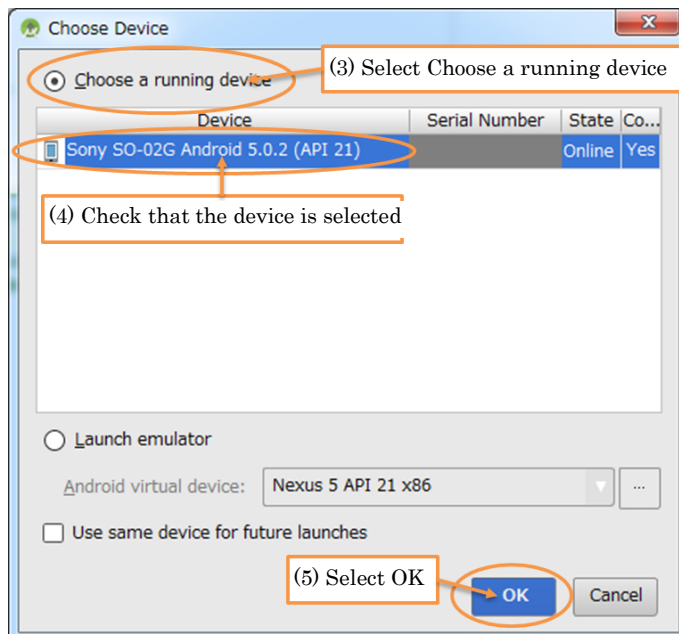 Choose Device
Choose a running device
(3) Select Choose a running device
Device Serial Number State Co...
Sony SO-02G Android 5.0.2 (API 21) Online Yes
(4) Check that the device is selected
Launch emulator
Android virtual device: Nexus 5 API 21 x86 ...
Use same device for future launches
(5) Select OK
OK Cancel